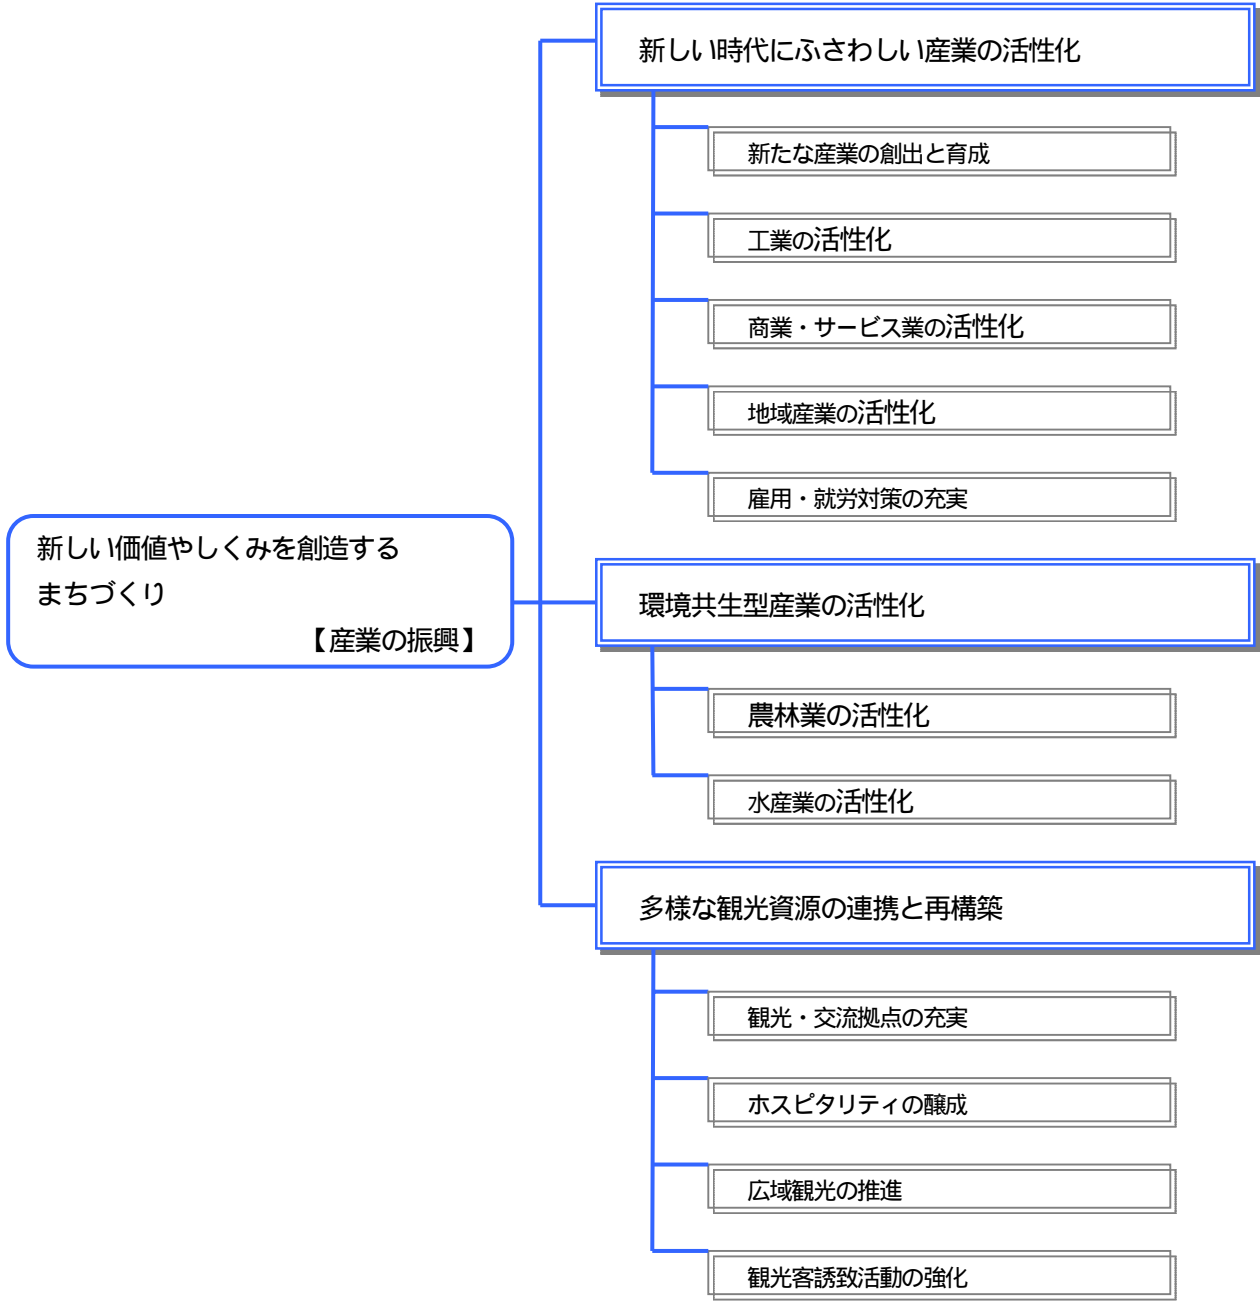 新しい時代にふさわしい産業の活性化
新たな産業の創出と育成
工業の活性化
商業・サービス業の活性化
地域産業の活性化
雇用・就労対策の充実
新しい価値やしくみを創造する
まちづくり
【産業の振興】
環境共生型産業の活性化
農林業の活性化
水産業の活性化
多様な観光資源の連携と再構築
観光・交流拠点の充実
ホスピタリティの醸成
広域観光の推進
観光客誘致活動の強化